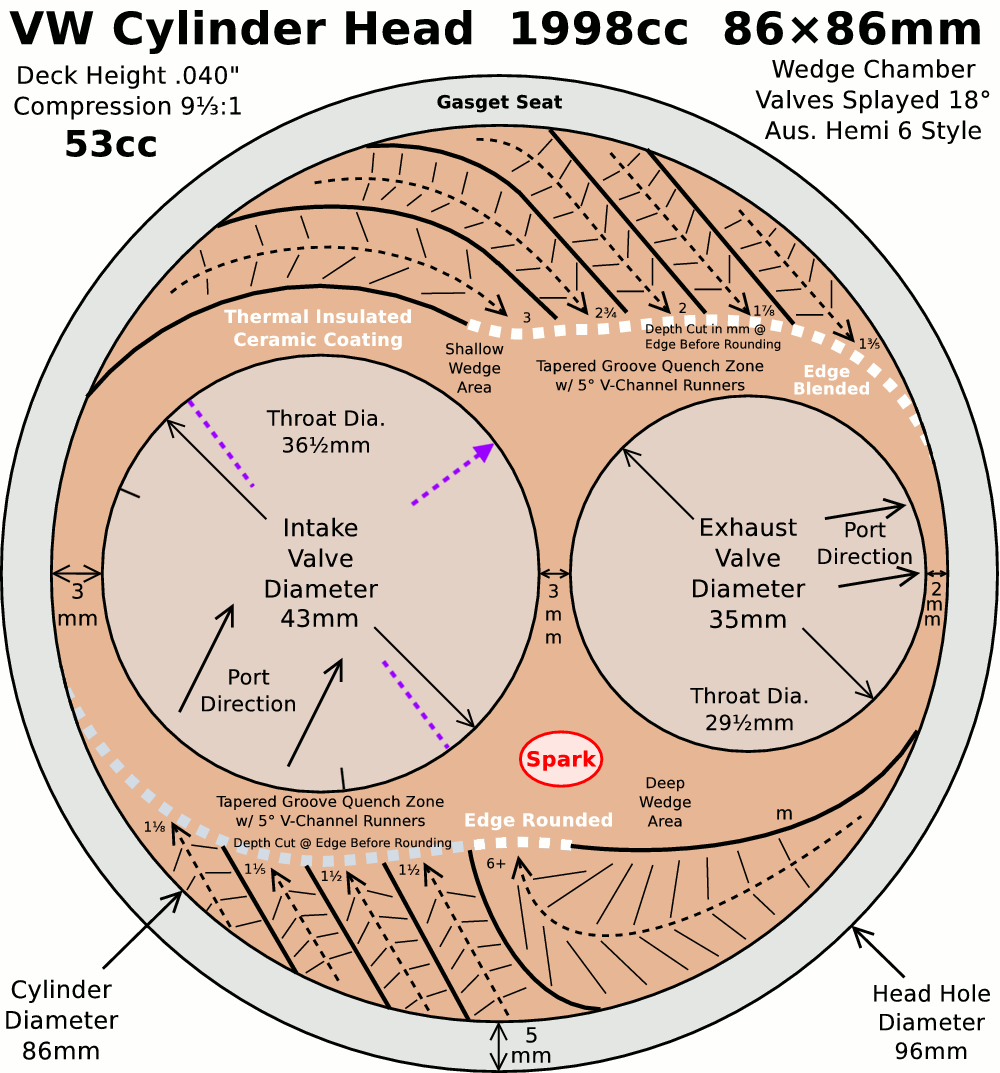 VW Cylinder Head 1998cc 86×86mm
Deck Height .040"
Compression 9⅓:1
53cc
Wedge Chamber
Valves Splayed 18°
Aus. Hemi 6 Style
Gasget Seat
3
2¾
2
1⅞
1⅗
Thermal Insulated
Ceramic Coating
Shallow
Wedge
Area
Depth Cut in mm @
Edge Before Rounding
Tapered Groove Quench Zone
w/ 5° V-Channel Runners
Edge
Blended
Throat Dia.
36½mm
Intake
Valve
Diameter
43mm
Port
Direction
Exhaust
Valve
Diameter
35mm
Port
Direction
Throat Dia.
29½mm
3
mm
3
m
m
2
m
m
Spark
Deep
Wedge
Area
m
Tapered Groove Quench Zone
w/ 5° V-Channel Runners
Depth Cut @ Edge Before Rounding
Edge Rounded
1⅛
1⅕
1½
1½
6+
Cylinder
Diameter
86mm
5
mm
Head Hole
Diameter
96mm